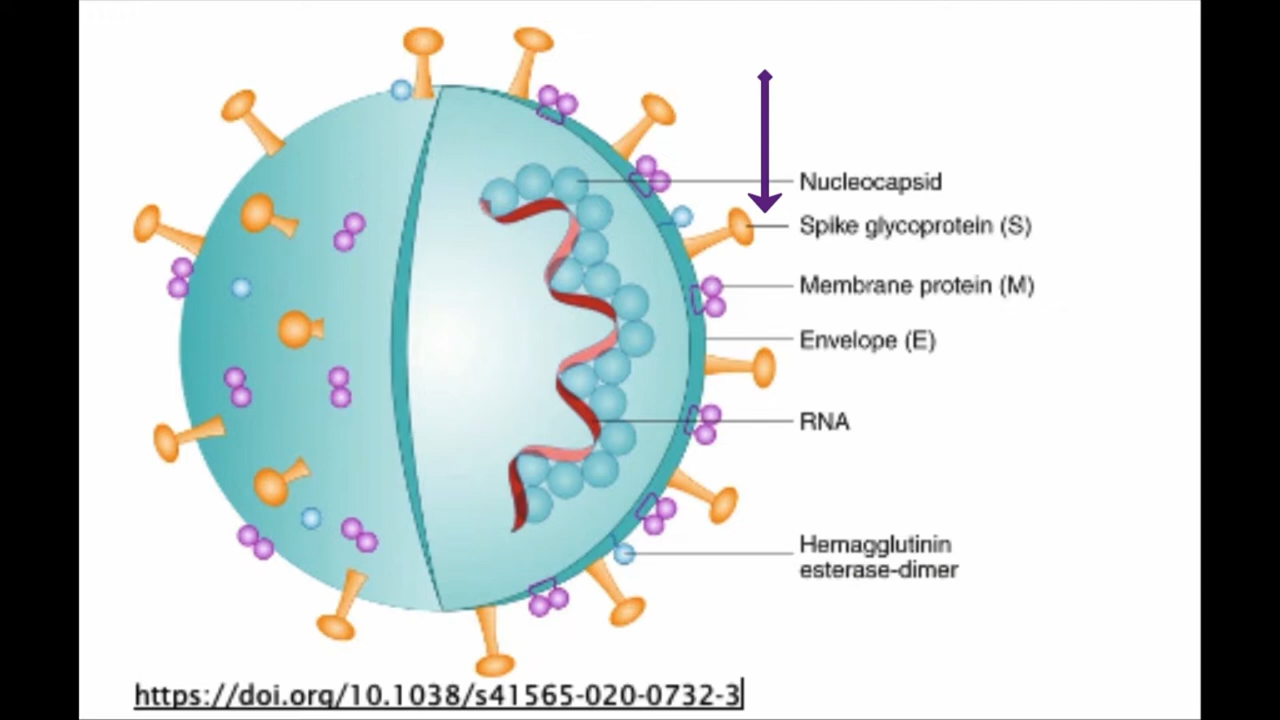 Nucleocapsid
Spike glycoprotein (S)
Membrane protein (M)
Envelope (E)
RNA
Hemagglutinin
esterase-dimer
https://doi.org/10.1038/s41565-020-0732-3